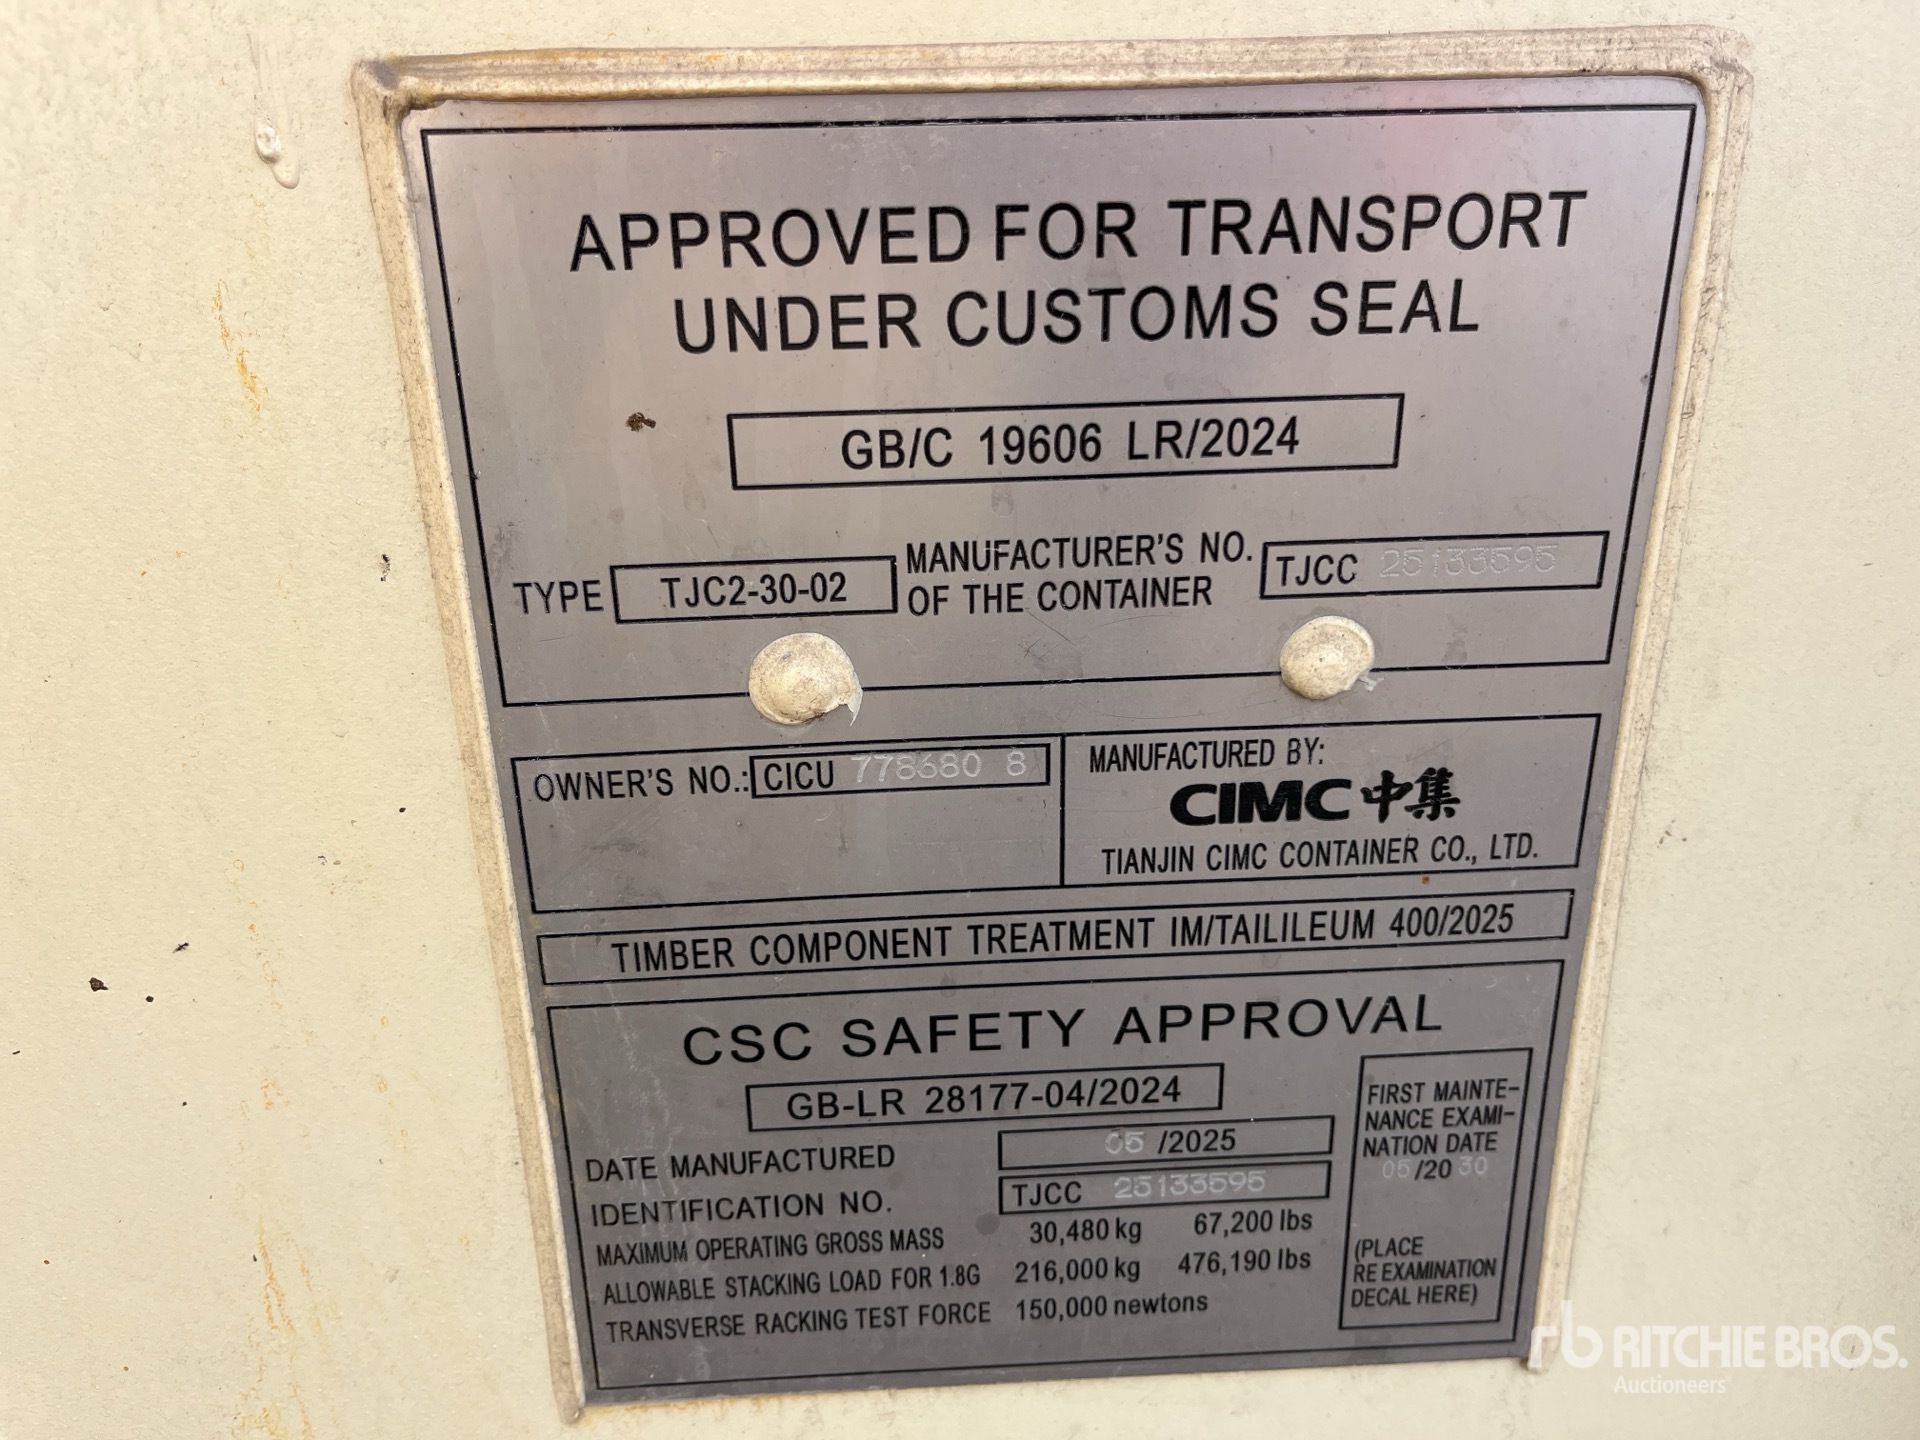 APPROVED FOR TRANSPORT
UNDER CUSTOMS SEAL
GB/C 19606 LR/2024
TYPE TJC2-30-02 MANUFACTURER'S NO. OF THE CONTAINER TJCC 25133595
OWNER'S NO.: CICU 778680 8
MANUFACTURED BY:
CIMC 中集
TIANJIN CIMC CONTAINER CO., LTD.
TIMBER COMPONENT TREATMENT IM/TAILILEUM 400/2025
CSC SAFETY APPROVAL
GB-LR 28177-04/2024
DATE MANUFACTURED 05 /2025
IDENTIFICATION NO. TJCC 25133595
MAXIMUM OPERATING GROSS MASS 30,480 kg 67,200 lbs
ALLOWABLE STACKING LOAD FOR 1.8G 216,000 kg 476,190 lbs
TRANSVERSE RACKING TEST FORCE 150,000 newtons
FIRST MAINTE-
NANCE EXAMI-
NATION DATE
05 /20 30
(PLACE
RE EXAMINATION
DECAL HERE)
rb RITCHIE BROS.
Auctioneers